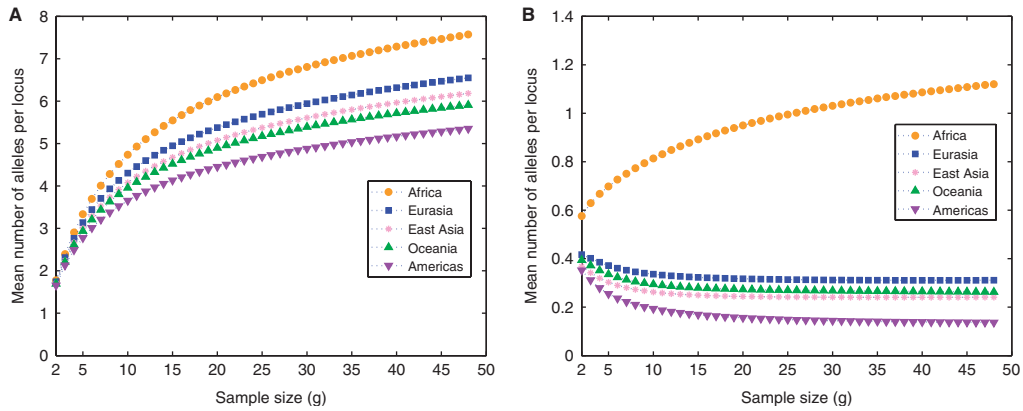 A
Mean number of alleles per locus
8
7
6
5
4
3
2
1
0
2 5 10 15 20 25 30 35 40 45 50
Sample size (g)
Africa
Eurasia
East Asia
Oceania
Americas
B
Mean number of alleles per locus
1.4
1.2
1
0.8
0.6
0.4
0.2
0
2 5 10 15 20 25 30 35 40 45 50
Sample size (g)
Africa
Eurasia
East Asia
Oceania
Americas